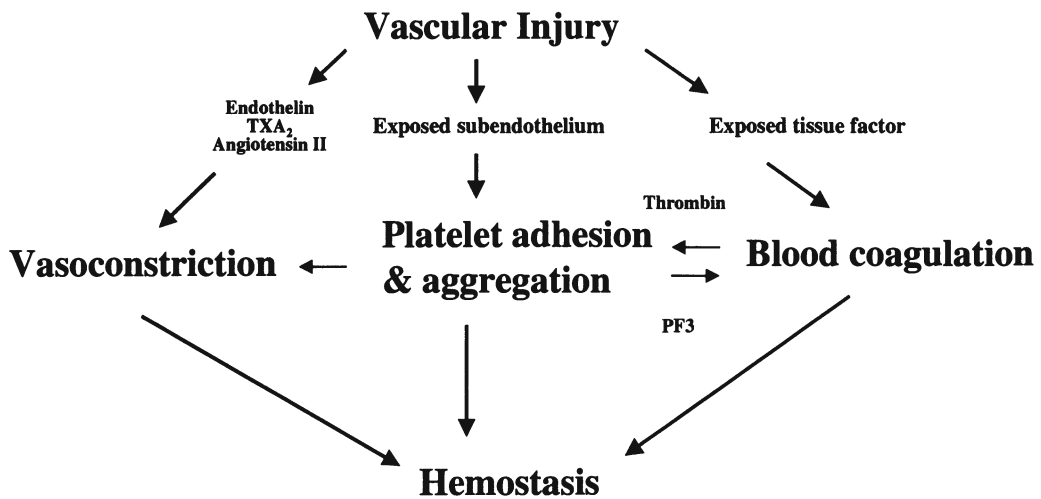 Vascular Injury
Endothelin
TXA₂
Angiotensin II
Exposed subendothelium
Exposed tissue factor
Thrombin
Vasoconstriction
Platelet adhesion
& aggregation
Blood coagulation
PF3
Hemostasis